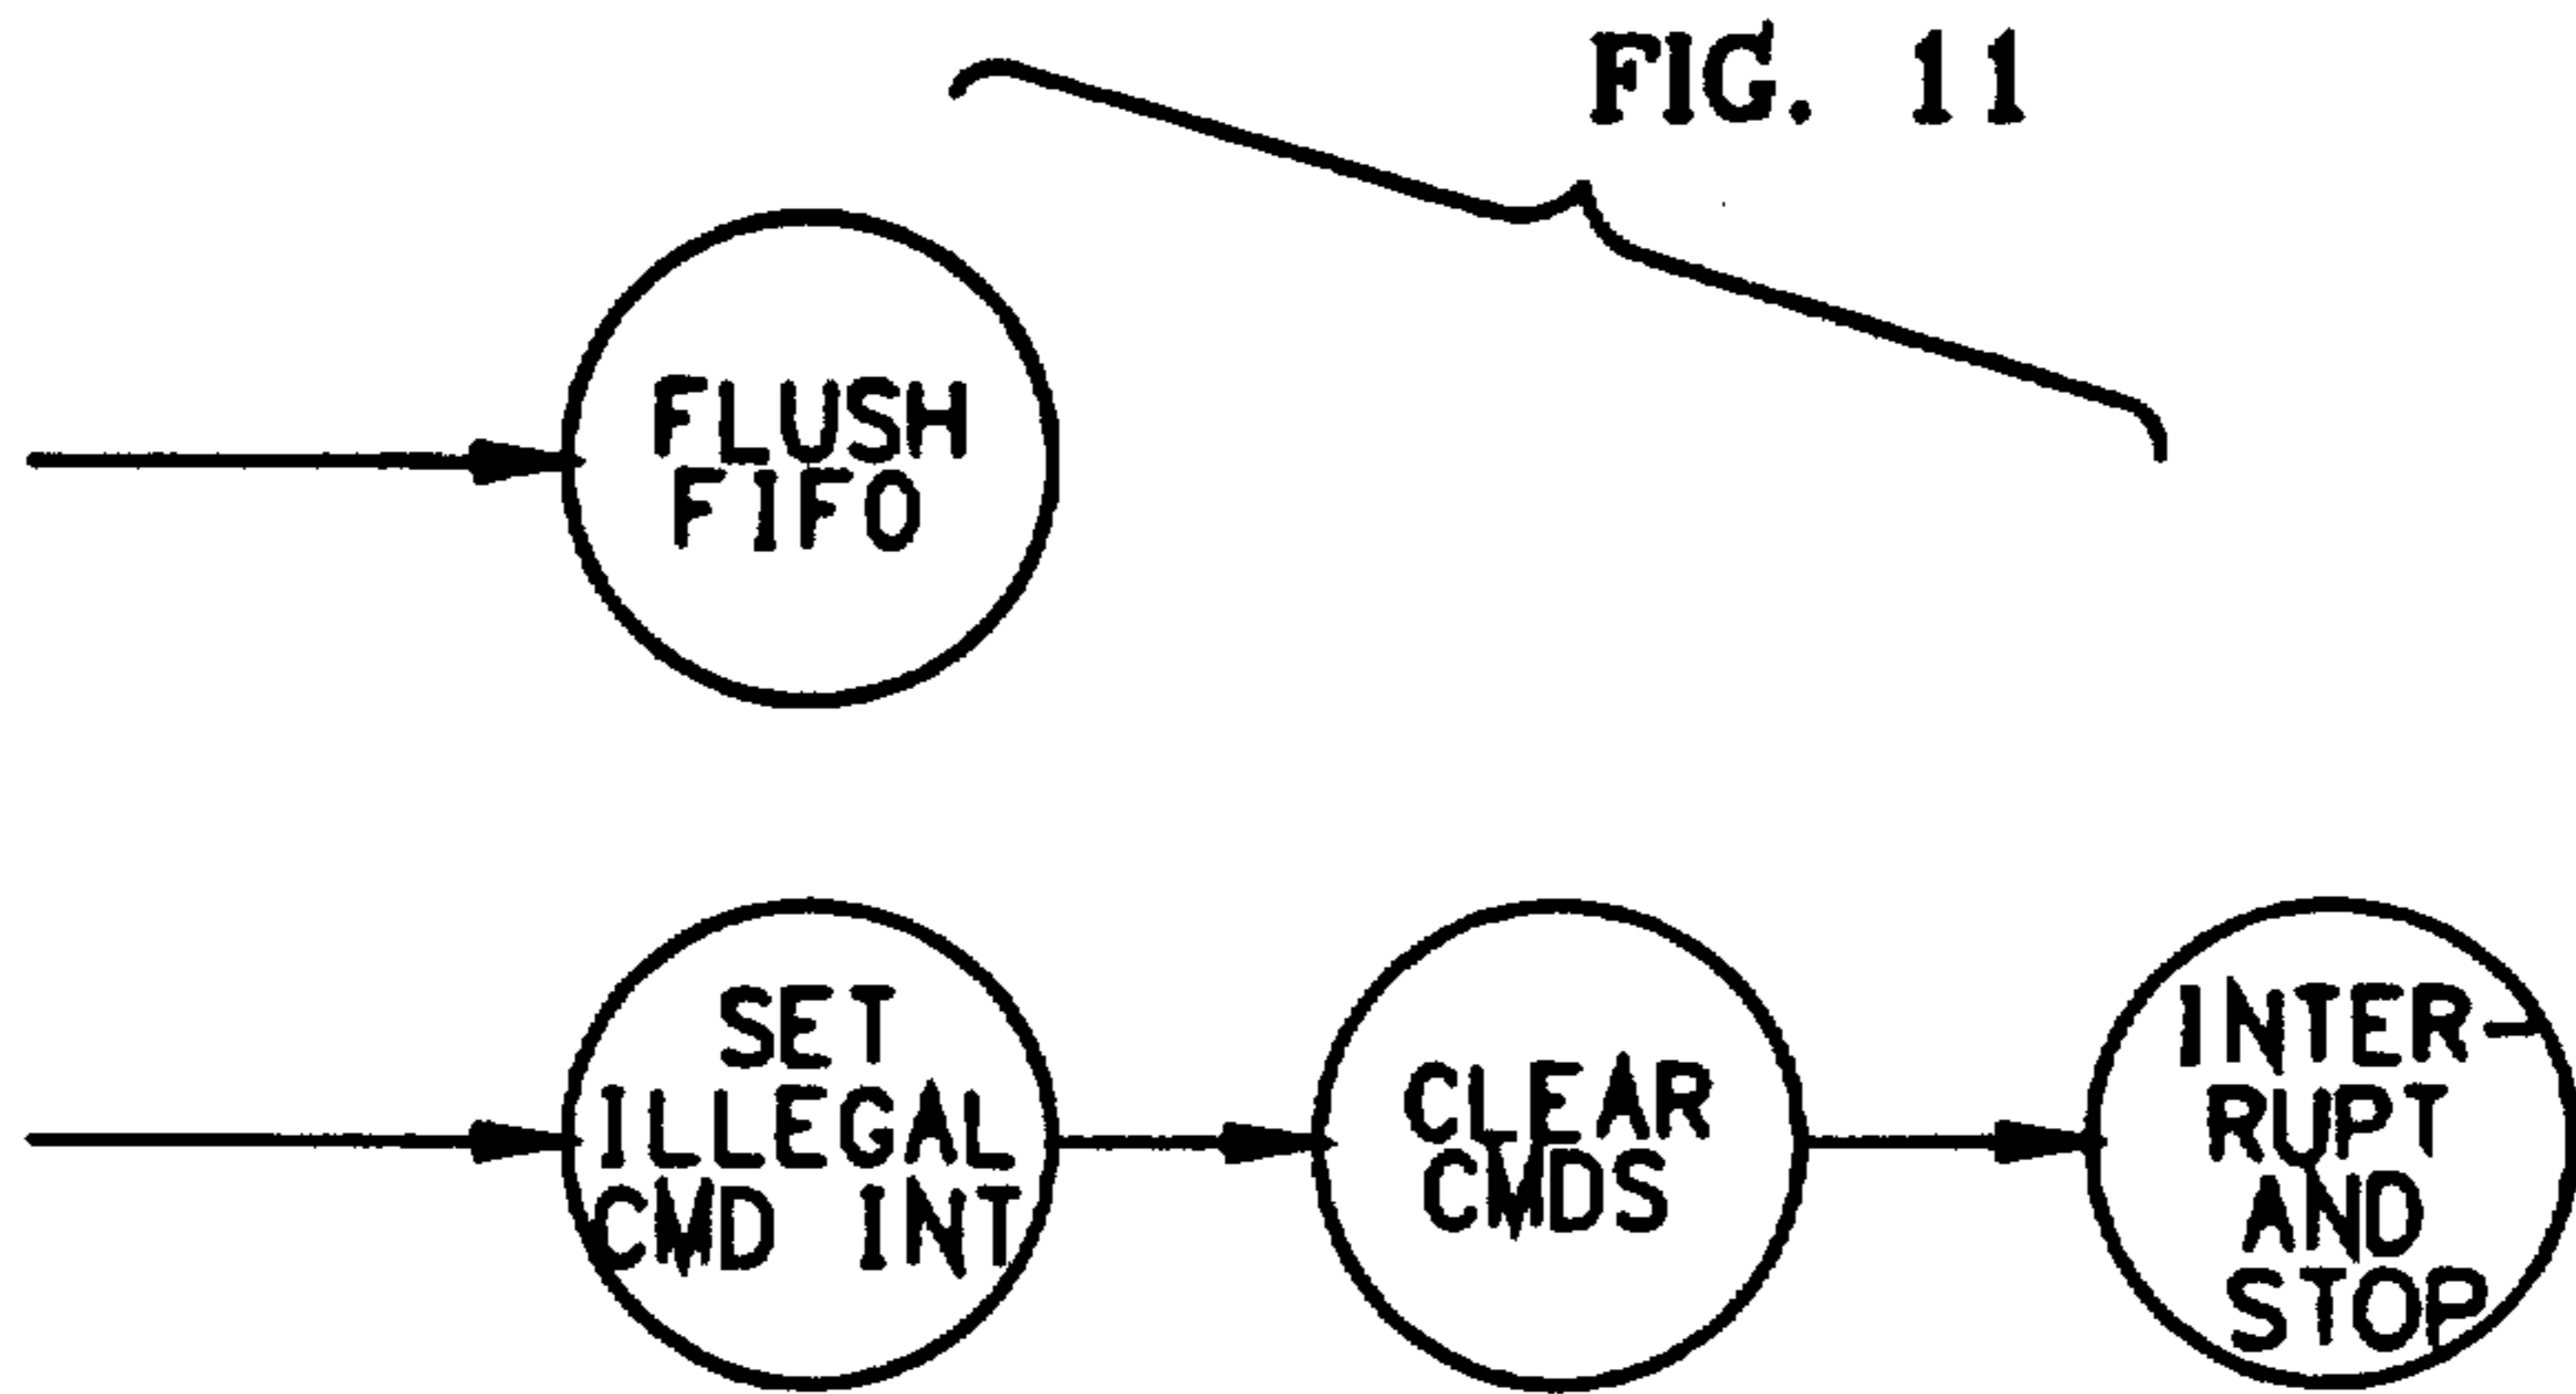 FIG. 11
FLUSH
FIFO
SET
ILLEGAL
CMD INT
CLEAR
CMDS
INTER-
RUPT
AND
STOP